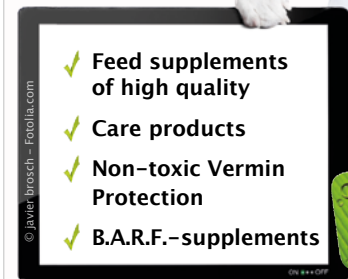 Feed supplements
of high quality
Care products
Non-toxic Vermin
Protection
B.A.R.F.-supplements
© javier brosch - Fotolia.com
ON OFF